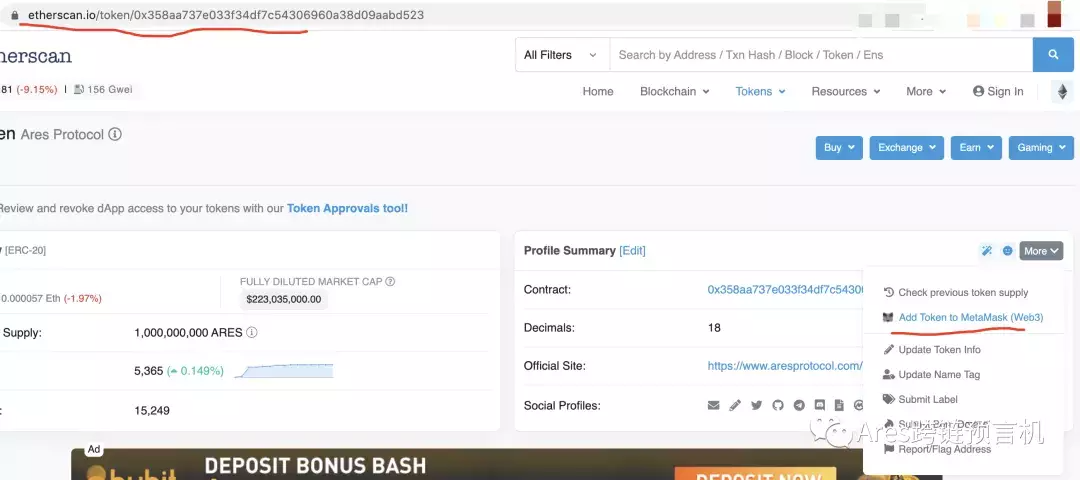 etherscan.io/token/0x358aa737e033f34df7c54306960a38d09aabd523
herscan
All Filters
Search by Address / Txn Hash / Block / Token / Ens
81 (-9.15%) | 156 Gwei
Home Blockchain Tokens Resources More Sign In
en Ares Protocol
Buy Exchange Earn Gaming
Review and revoke dApp access to your tokens with our Token Approvals tool!
[ERC-20]
Profile Summary [Edit]
More
FULLY DILUTED MARKET CAP
0.000057 Eth (-1.97%)
$223,035,000.00
Contract: 0x358aa737e033f34df7c5430
Check previous token supply
Add Token to MetaMask (Web3)
Supply: 1,000,000,000 ARES
Decimals: 18
Update Token Info
5,365 (0.149%)
Official Site: https://www.aresprotocol.com/
Update Name Tag
15,249
Social Profiles:
Submit Label
Ares跨链预言机
Report/Flag Address
Ad
bybit
DEPOSIT BONUS BASH
DEPOSIT NOW